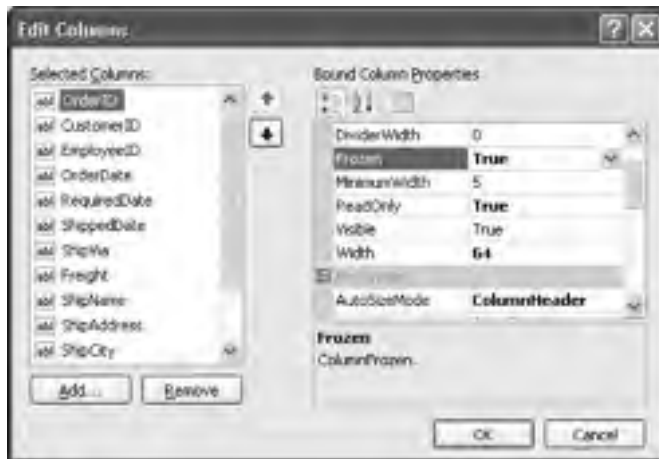 Edit Columns
Selected Columns:
OrderID
CustomerID
EmployeeID
OrderDate
RequiredDate
ShippedDate
ShipVia
Freight
ShipName
ShipAddress
ShipCity
Add...
Remove
Bound Column Properties
DividerWidth 0
Frozen True
MinimumWidth 5
ReadOnly True
Visible True
Width 64
AutoSizeMode ColumnHeader
Frozen
ColumnFrozen.
OK
Cancel